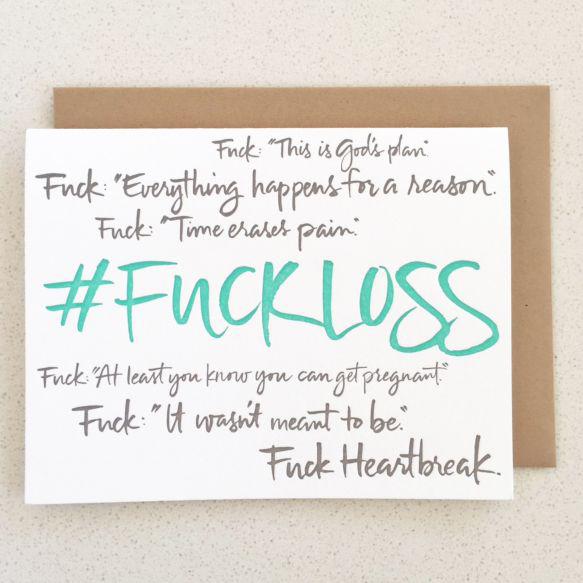 Fuck: "This is God's plan".
Fuck: "Everything happens for a reason".
Fuck: "Time erases pain".
#FUCKLOSS
Fuck: "At least you know you can get pregnant."
Fuck: "It wasn't meant to be."
Fuck Heartbreak.